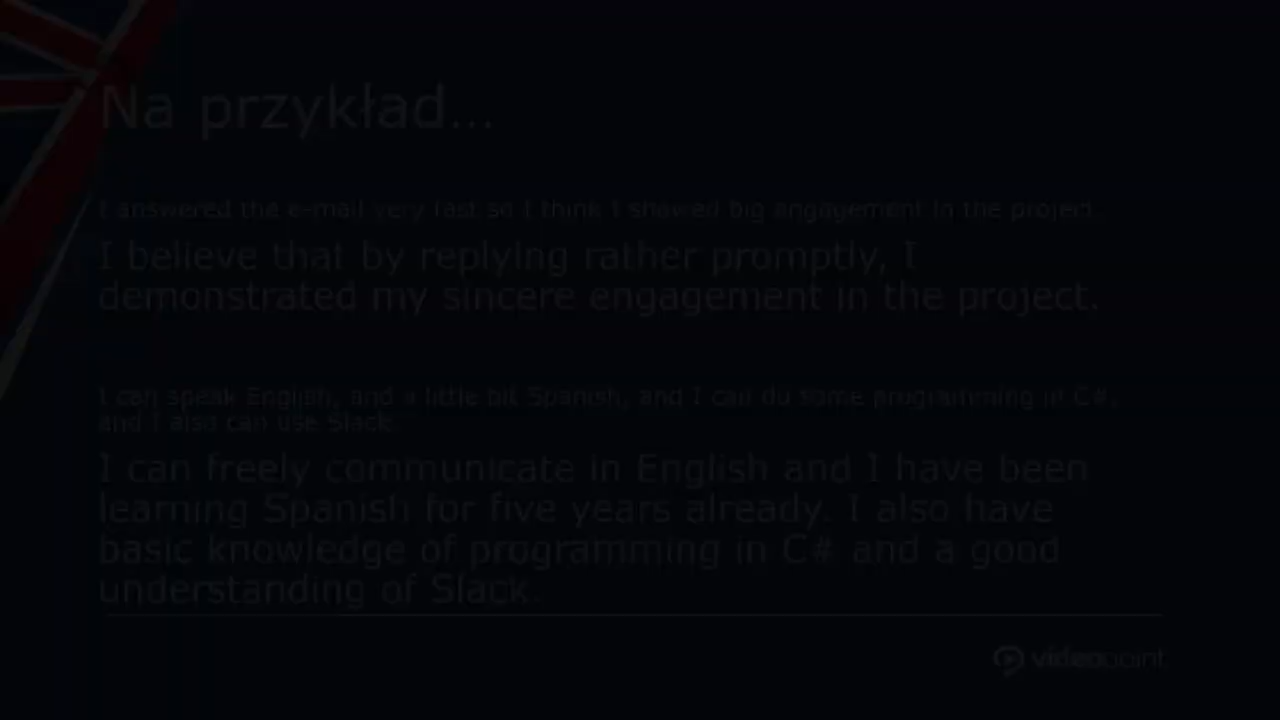 Na przykład...
I answered the e-mail very fast so I think I showed big engagement in the project.
I believe that by replying rather promptly, I
demonstrated my sincere engagement in the project.
I can speak English, and a little bit Spanish, and I can do some programming in C#,
and I also can use Slack.
I can freely communicate in English and I have been
learning Spanish for five years already. I also have
basic knowledge of programming in C# and a good
understanding of Slack.
videopoint